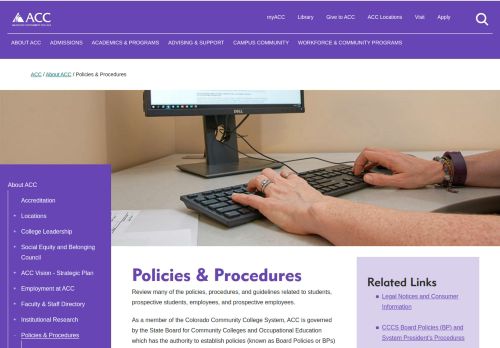 myACC Library Give to ACC ACC Locations Visit Apply
ACC
ABOUT ACC ADMISSIONS ACADEMICS & PROGRAMS ADVISING & SUPPORT CAMPUS COMMUNITY WORKFORCE & COMMUNITY PROGRAMS
ACC / About ACC / Policies & Procedures
DELL
About ACC
Accreditation
Locations
College Leadership
Social Equity and Belonging
Council
ACC Vision - Strategic Plan
Employment at ACC
Faculty & Staff Directory
Institutional Research
Policies & Procedures
Policies & Procedures
Review many of the policies, procedures, and guidelines related to students,
prospective students, employees, and prospective employees.
As a member of the Colorado Community College System, ACC is governed
by the State Board for Community Colleges and Occupational Education
which has the authority to establish policies (known as Board Policies or BPs)
Related Links
Legal Notices and Consumer
Information
CCCS Board Policies (BP) and
System President's Procedures